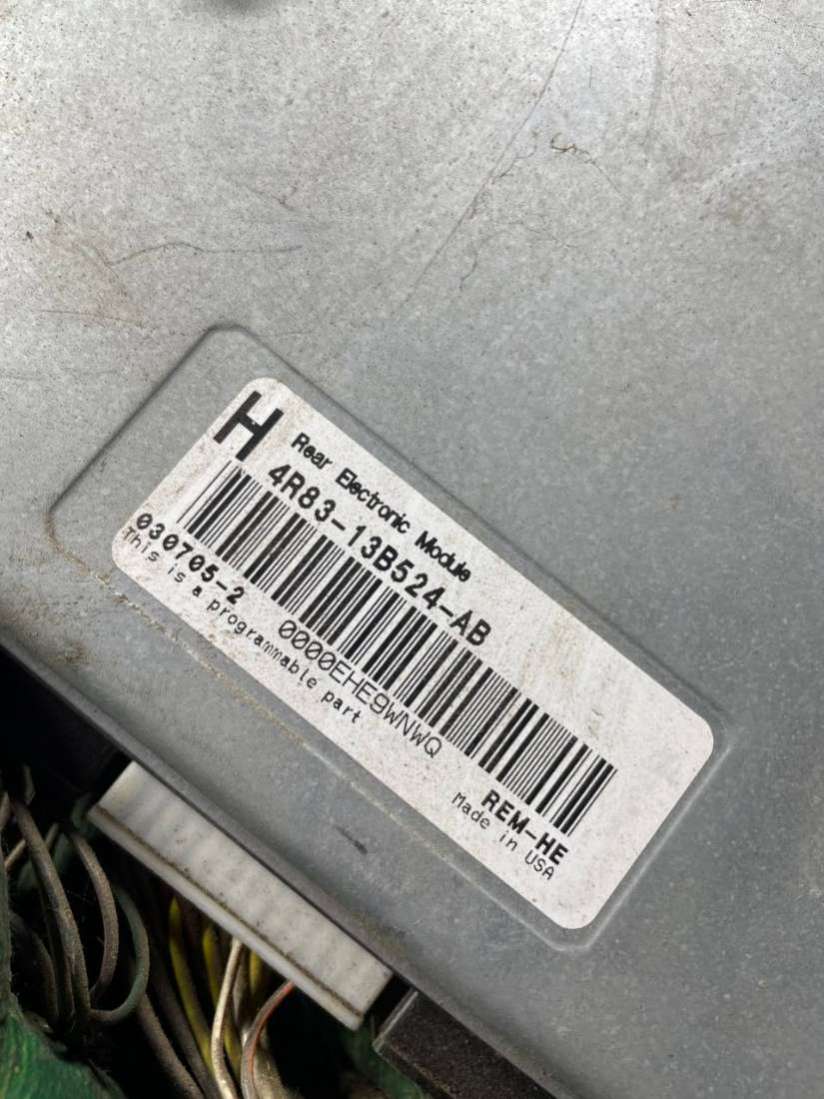 H
Rear Electronic Module
4R83-13B524-AB
030705-2
0000EHE9WNWQ
REM-HE
This is a programmable part
Made in USA